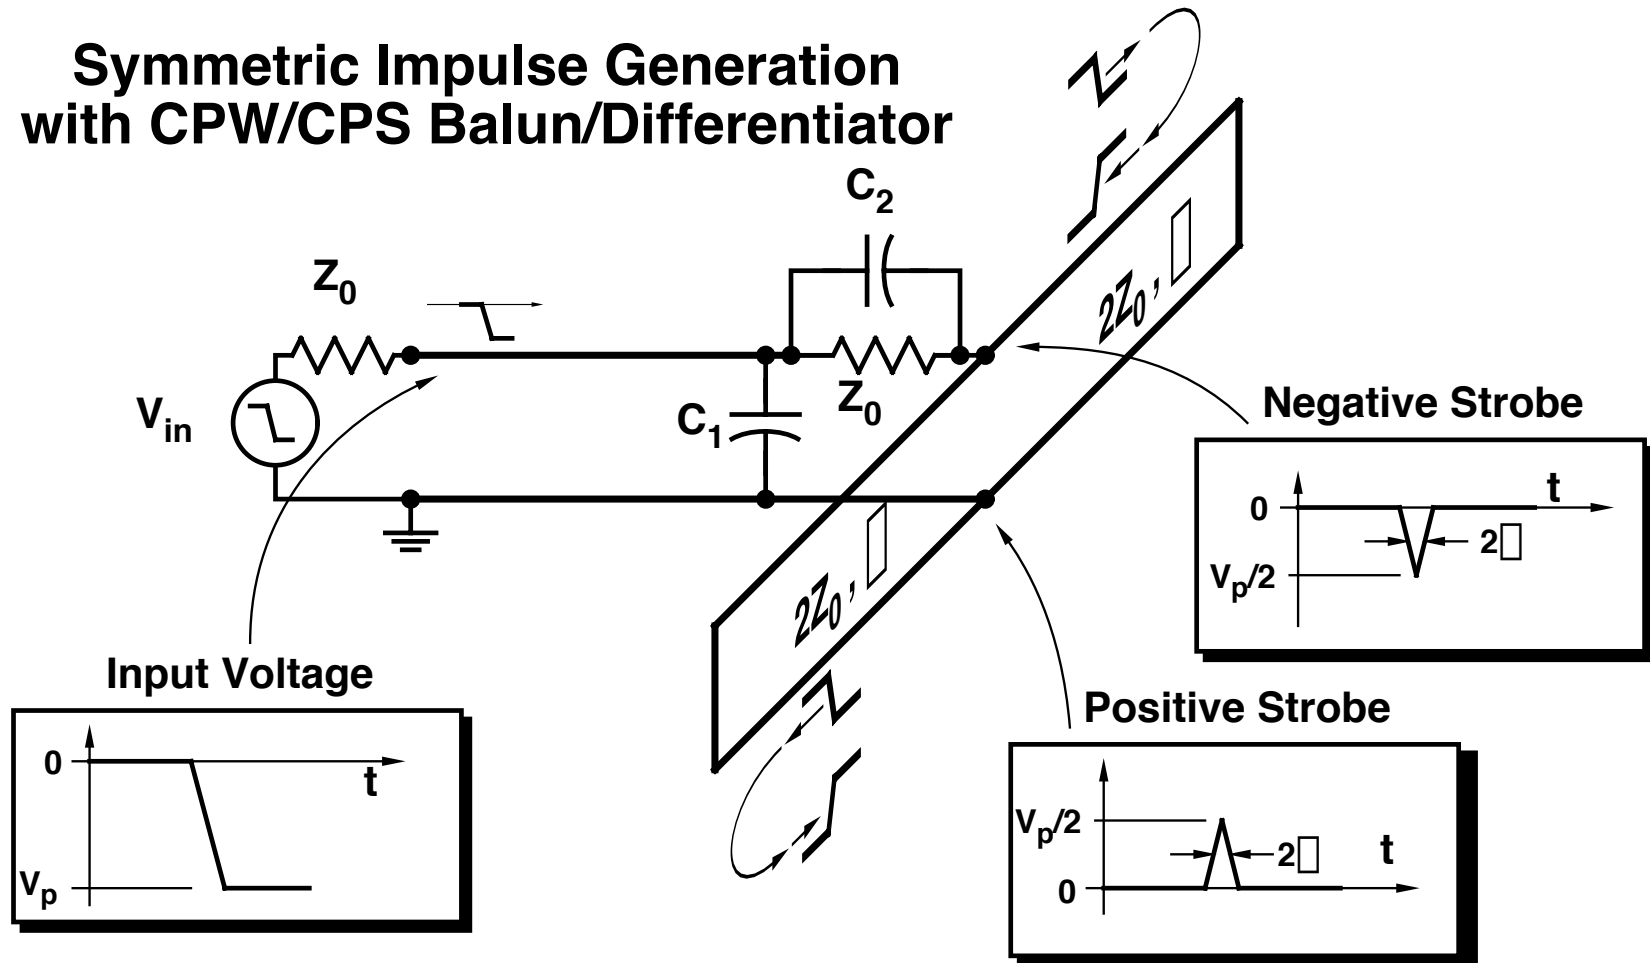 Symmetric Impulse Generation
with CPW/CPS Balun/Differentiator
C2
Z0
2Z0, 
Vin
C1
Z0
Negative Strobe
0
t
2
Vp/2
2Z0, 
Input Voltage
0
t
Vp
Positive Strobe
Vp/2
2
t
0